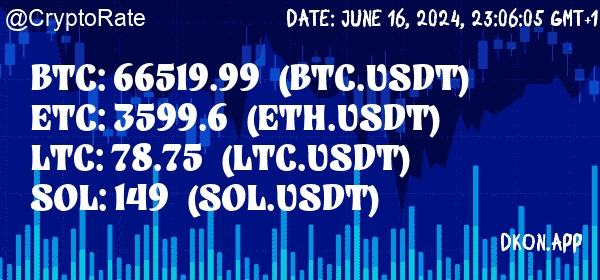 @CryptoRate
DATE: JUNE 16, 2024, 23:06:05 GMT+1
BTC: 66519.99 (BTC.USDT)
ETC: 3599.6 (ETH.USDT)
LTC: 78.75 (LTC.USDT)
SOL: 149 (SOL.USDT)
DKON.APP